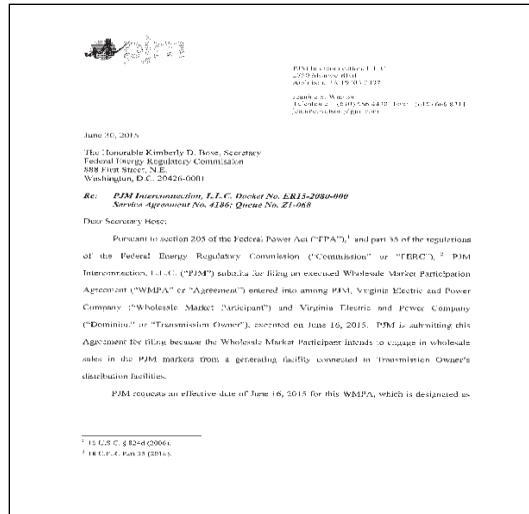 pjm
PJM Interconnection, L.L.C.
June 30, 2015
The Honorable Kimberly D. Bose, Secretary
Federal Energy Regulatory Commission
888 First Street, N.E.
Washington, D.C. 20426-0001
Re: PJM Interconnection, L.L.C. Docket No. ER15-2080-000
Service Agreement No. 4186; Queue No. Z1-068
Dear Secretary Bose:
Pursuant to section 205 of the Federal Power Act ("FPA"),¹ and part 35 of the regulations
of the Federal Energy Regulatory Commission ("Commission" or "FERC"),² PJM
Interconnection, L.L.C. ("PJM") submits for filing an executed Wholesale Market Participation
Agreement ("WMPA" or "Agreement") entered into among PJM, Virginia Electric and Power
Company ("Wholesale Market Participant") and Virginia Electric and Power Company
("Dominion" or "Transmission Owner"), executed on June 16, 2015. PJM is submitting this
Agreement for filing because the Wholesale Market Participant intends to engage in wholesale
sales in the PJM markets from a generating facility connected to Transmission Owner's
distribution facilities.
PJM requests an effective date of June 16, 2015 for this WMPA, which is designated as
¹ 16 U.S.C. § 824d (2006).
² 18 C.F.R. Part 35